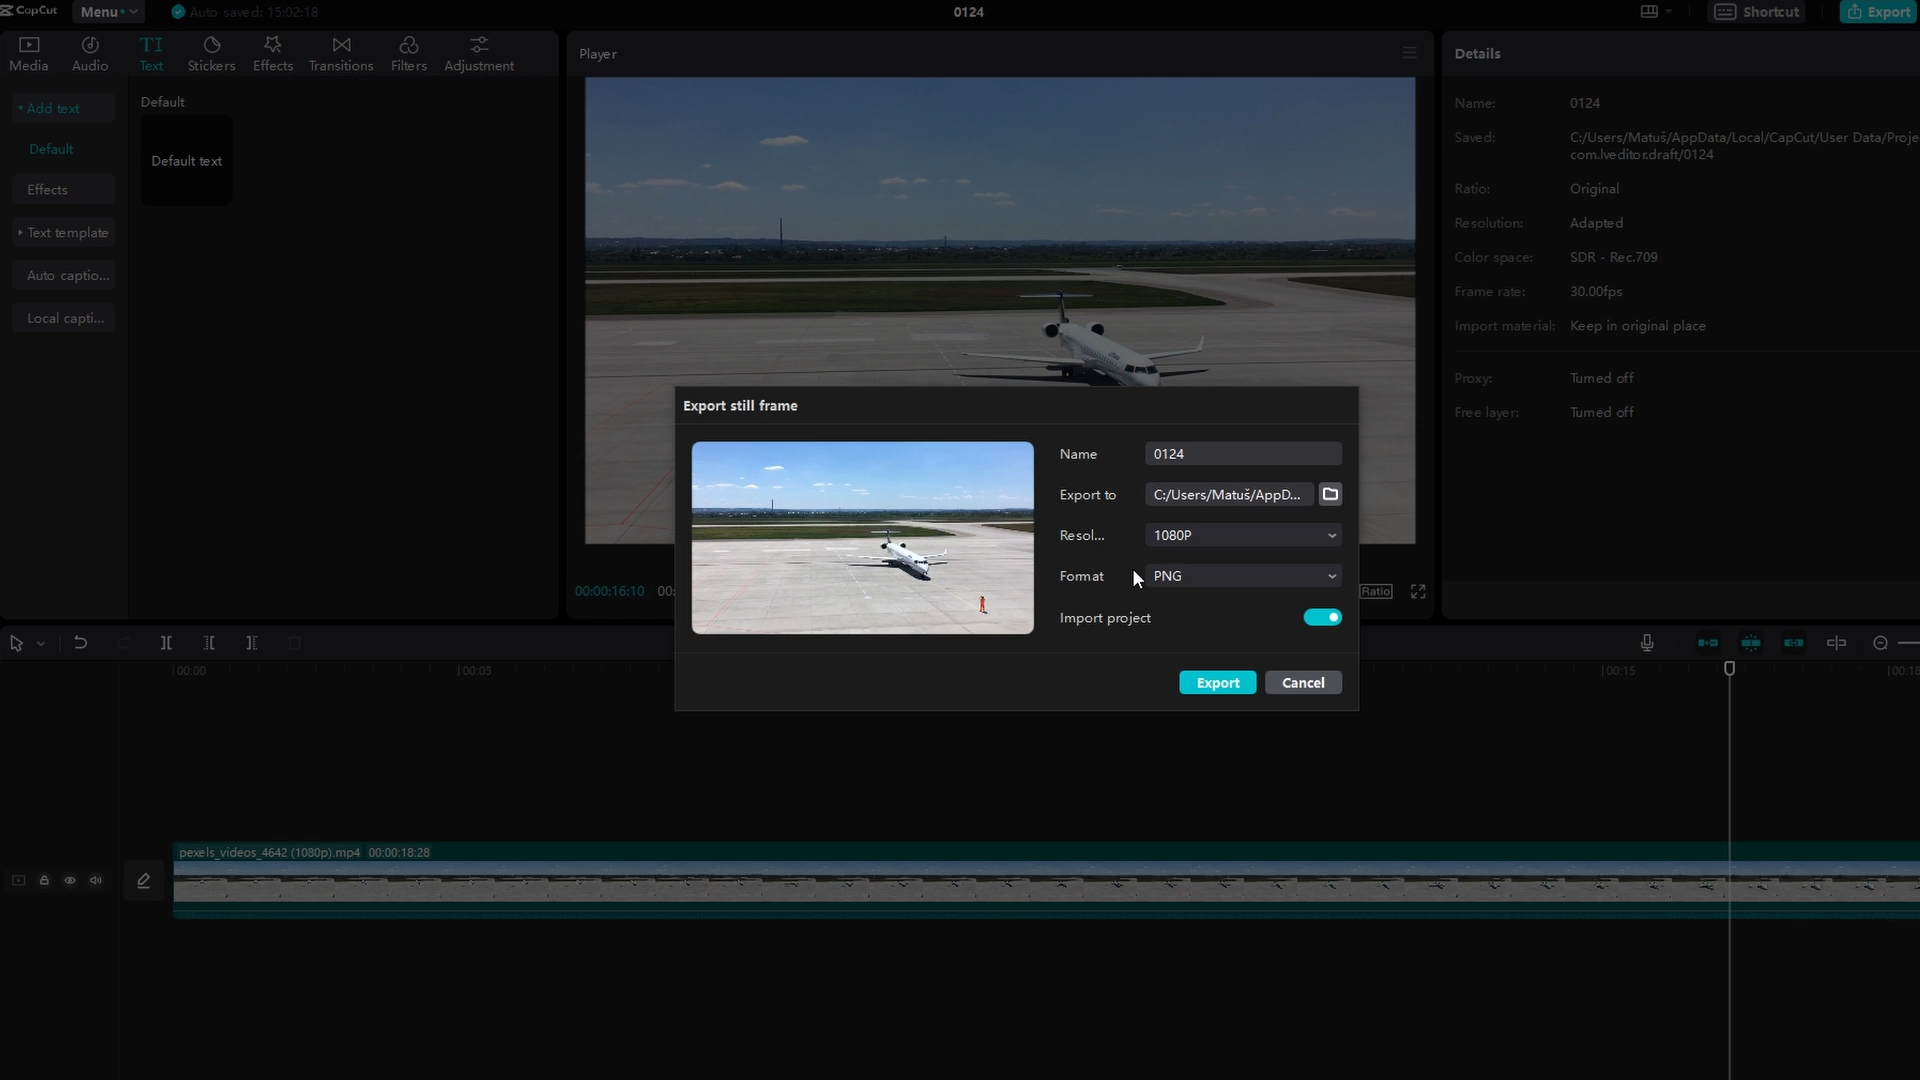 CapCut
Menu
Auto saved: 15:02:18
0124
Shortcut
Export
Media
Audio
TI
Text
Stickers
Effects
Transitions
Filters
Adjustment
Add text
Default
Effects
Text template
Auto captio...
Local capti...
Default
Default text
Player
00:00:16:10
00:
Ratio
Details
Name:
0124
Saved:
C:/Users/Matuš/AppData/Local/CapCut/User Data/Proje
com.lveditor.draft/0124
Ratio:
Original
Resolution:
Adapted
Color space:
SDR - Rec.709
Frame rate:
30.00fps
Import material:
Keep in original place
Proxy:
Turned off
Free layer:
Turned off
Export still frame
Name
0124
Export to
C:/Users/Matuš/AppD...
Resol...
1080P
Format
PNG
Import project
Export
Cancel
00:00
00:05
00:15
00:18
pexels_videos_4642 (1080p).mp4 00:00:18:28